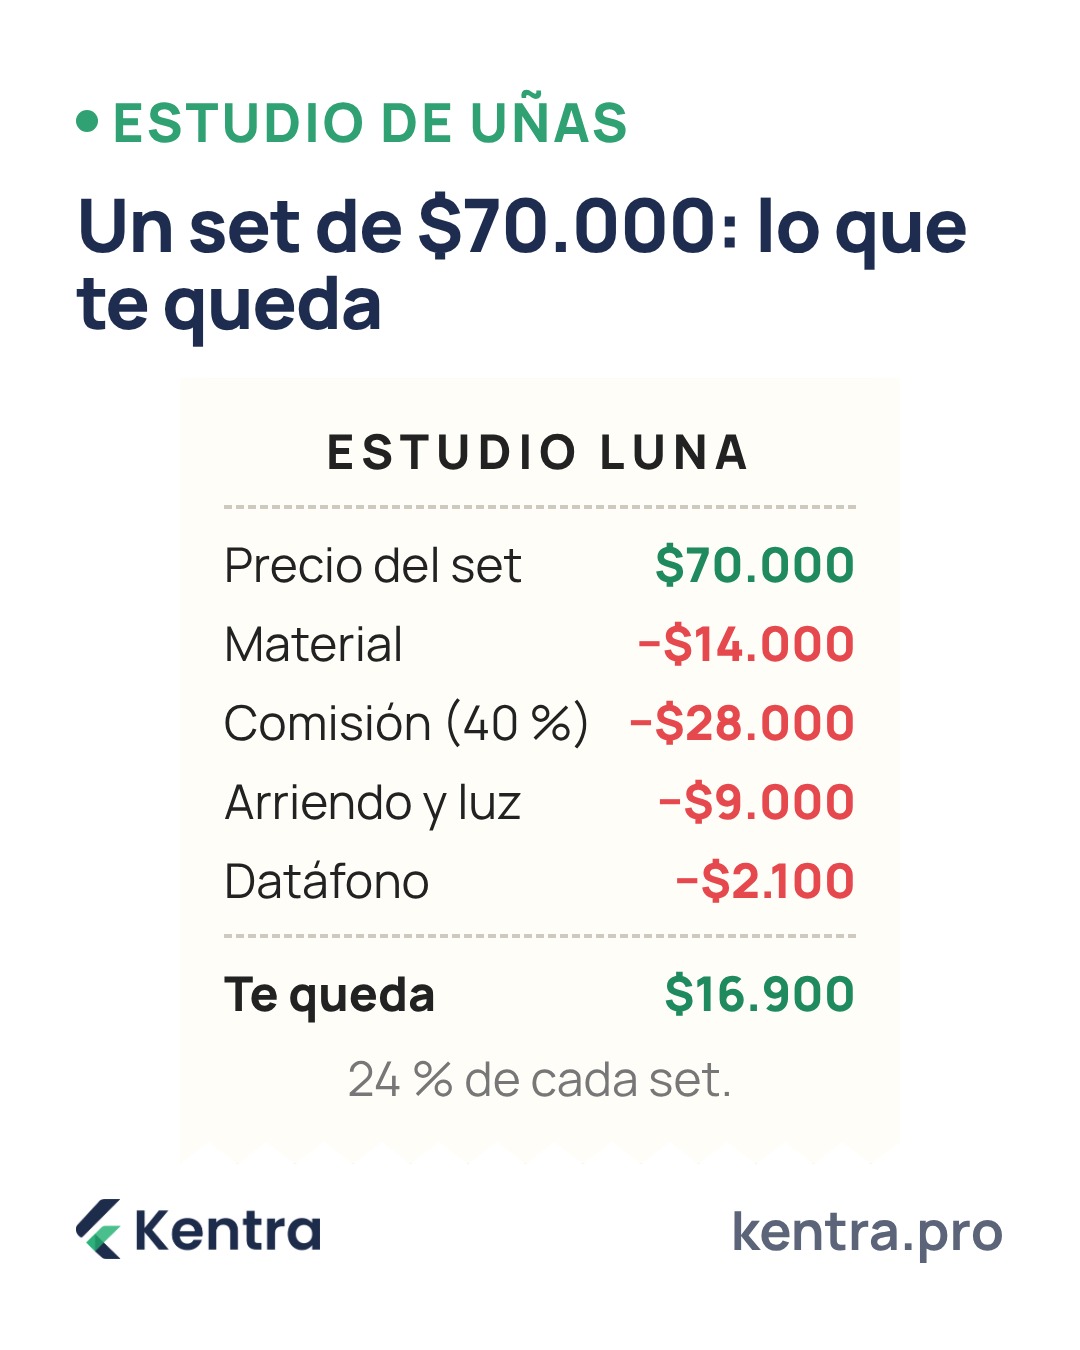 • ESTUDIO DE UÑAS
Un set de $70.000: lo que
te queda
ESTUDIO LUNA
Precio del set $70.000
Material −$14.000
Comisión (40 %) −$28.000
Arriendo y luz −$9.000
Datáfono −$2.100
Te queda $16.900
24 % de cada set.
Kentra kentra.pro